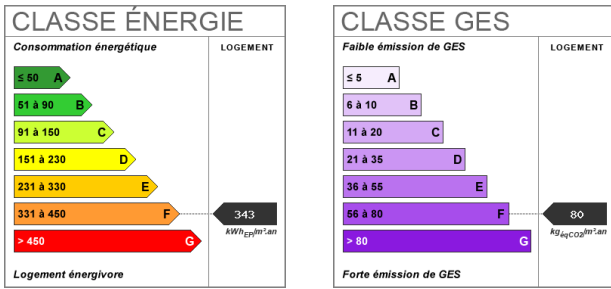 CLASSE ÉNERGIE
Consommation énergétique
LOGEMENT
≤ 50 A
51 à 90 B
91 à 150 C
151 à 230 D
231 à 330 E
331 à 450 F
343
kWhEP/m².an
> 450 G
Logement énergivore
CLASSE GES
Faible émission de GES
LOGEMENT
≤ 5 A
6 à 10 B
11 à 20 C
21 à 35 D
36 à 55 E
56 à 80 F
80
kgéqCO2/m².an
> 80 G
Forte émission de GES